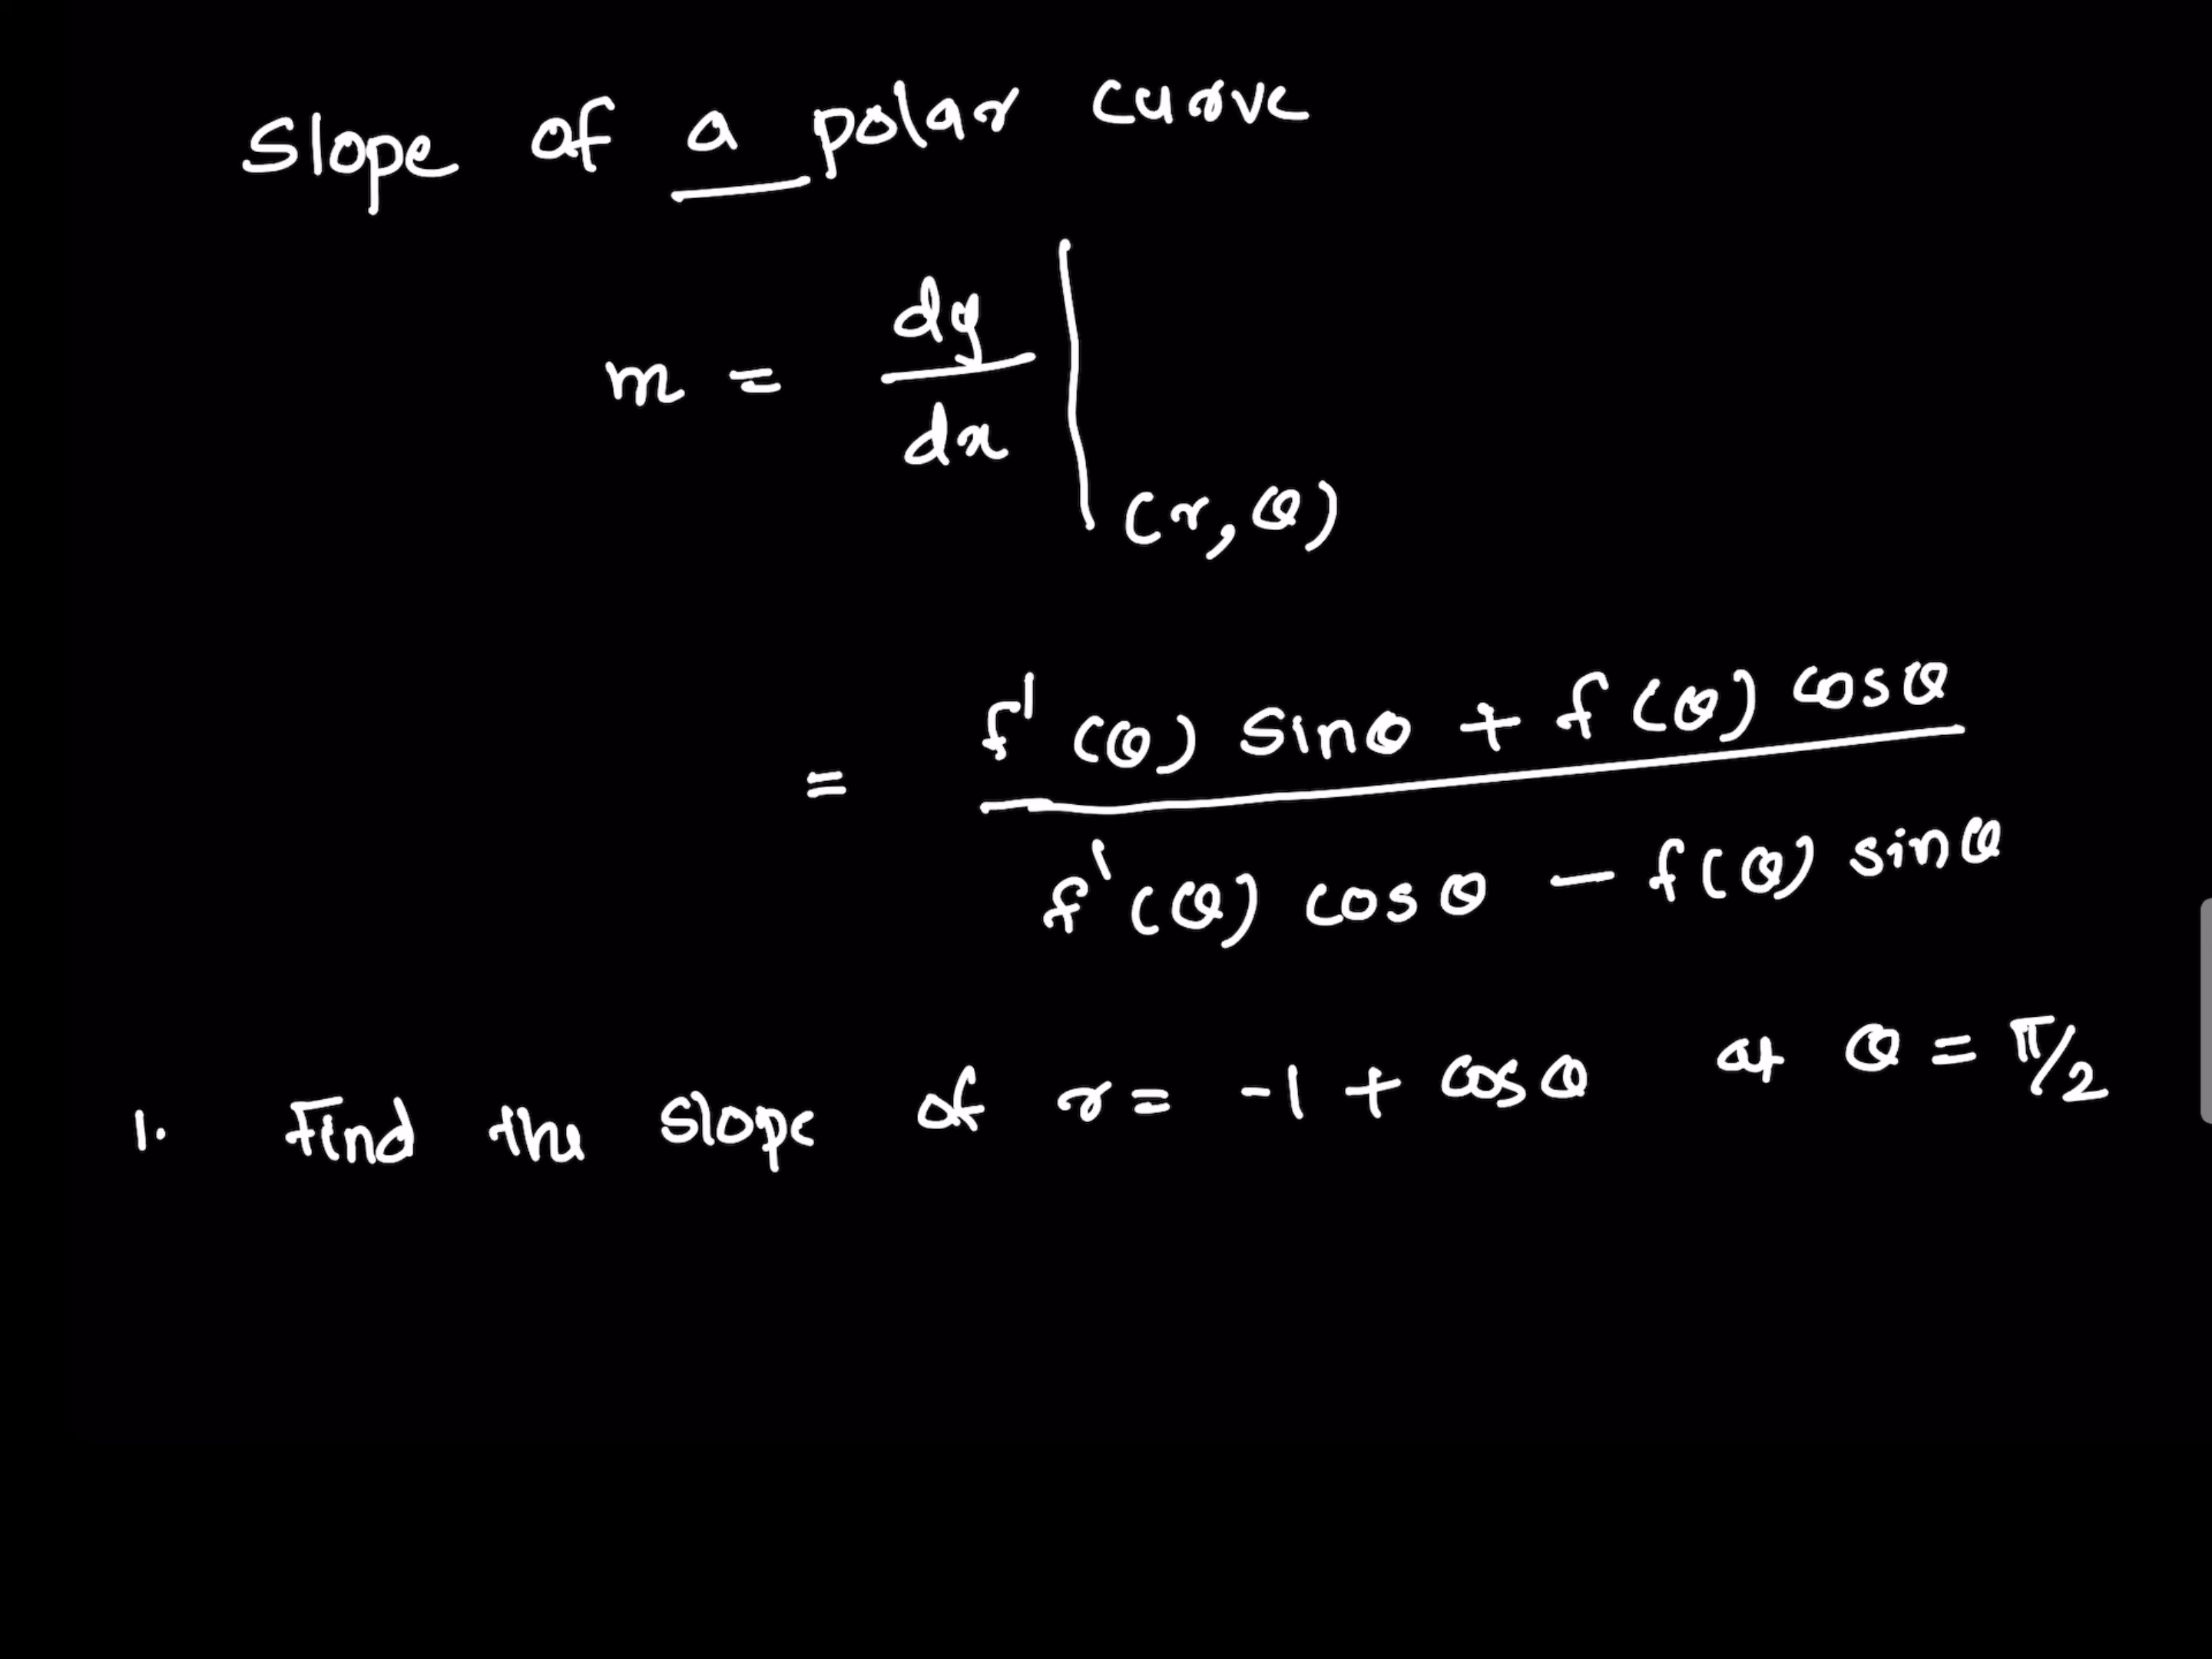 Slope of a polar curve
m = dy/dx |(r, θ)
= f'(θ) sinθ + f(θ) cosθ / f'(θ) cosθ - f(θ) sinθ
1. Find the slope of r = -1 + cosθ at θ = π/2